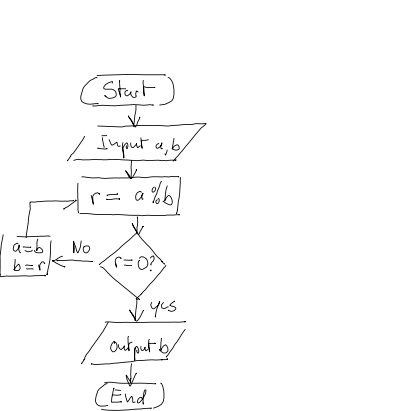 Start
Input a,b
r = a%b
r=0?
No
a=b
b=r
yes
output b
End